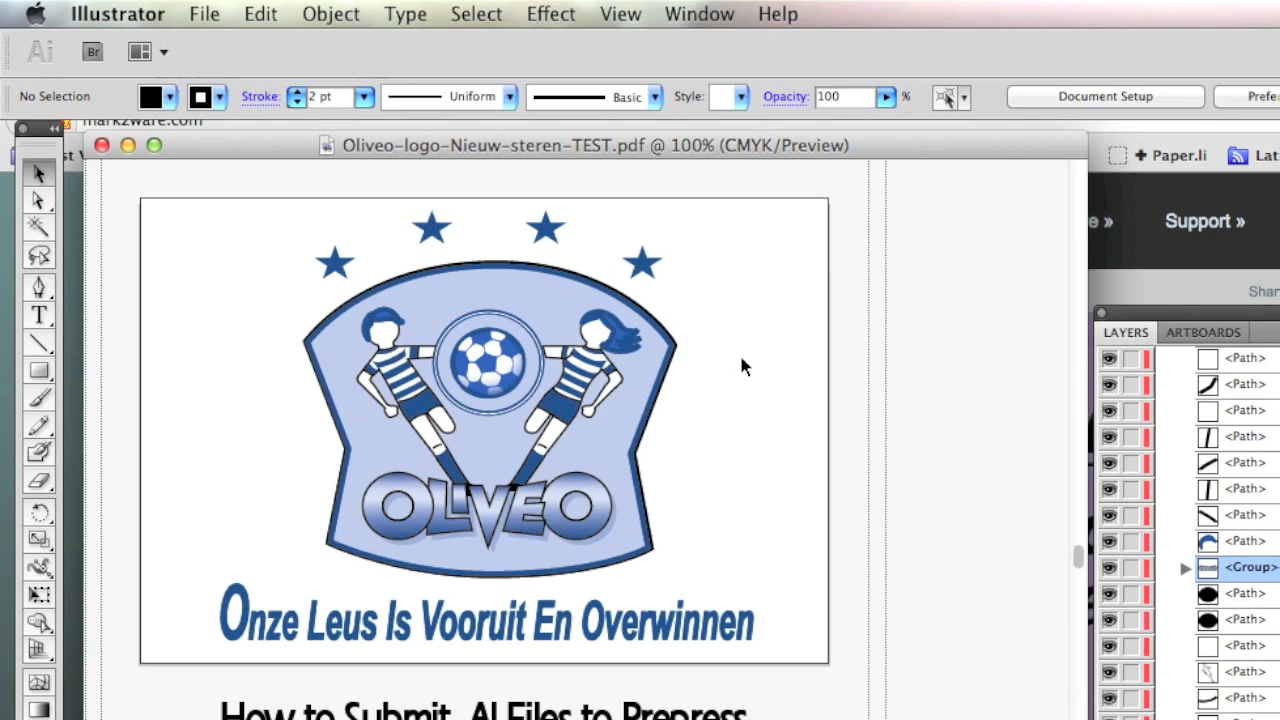 Illustrator File Edit Object Type Select Effect View Window Help
Ai Br
No Selection Stroke: 2 pt Uniform Basic Style: Opacity: 100 % Document Setup Prefe
markzware.com
Oliveo-logo-Nieuw-steren-TEST.pdf @ 100% (CMYK/Preview)
st V
+ Paper.li Lat
e » Support »
Shar
LAYERS ARTBOARDS
<Path>
<Path>
<Path>
<Path>
<Path>
<Path>
<Path>
<Path>
<Group>
<Path>
<Path>
<Path>
<Path>
<Path>
OLIVEO
Onze Leus Is Vooruit En Overwinnen
How to Submit .AI Files to Prepress